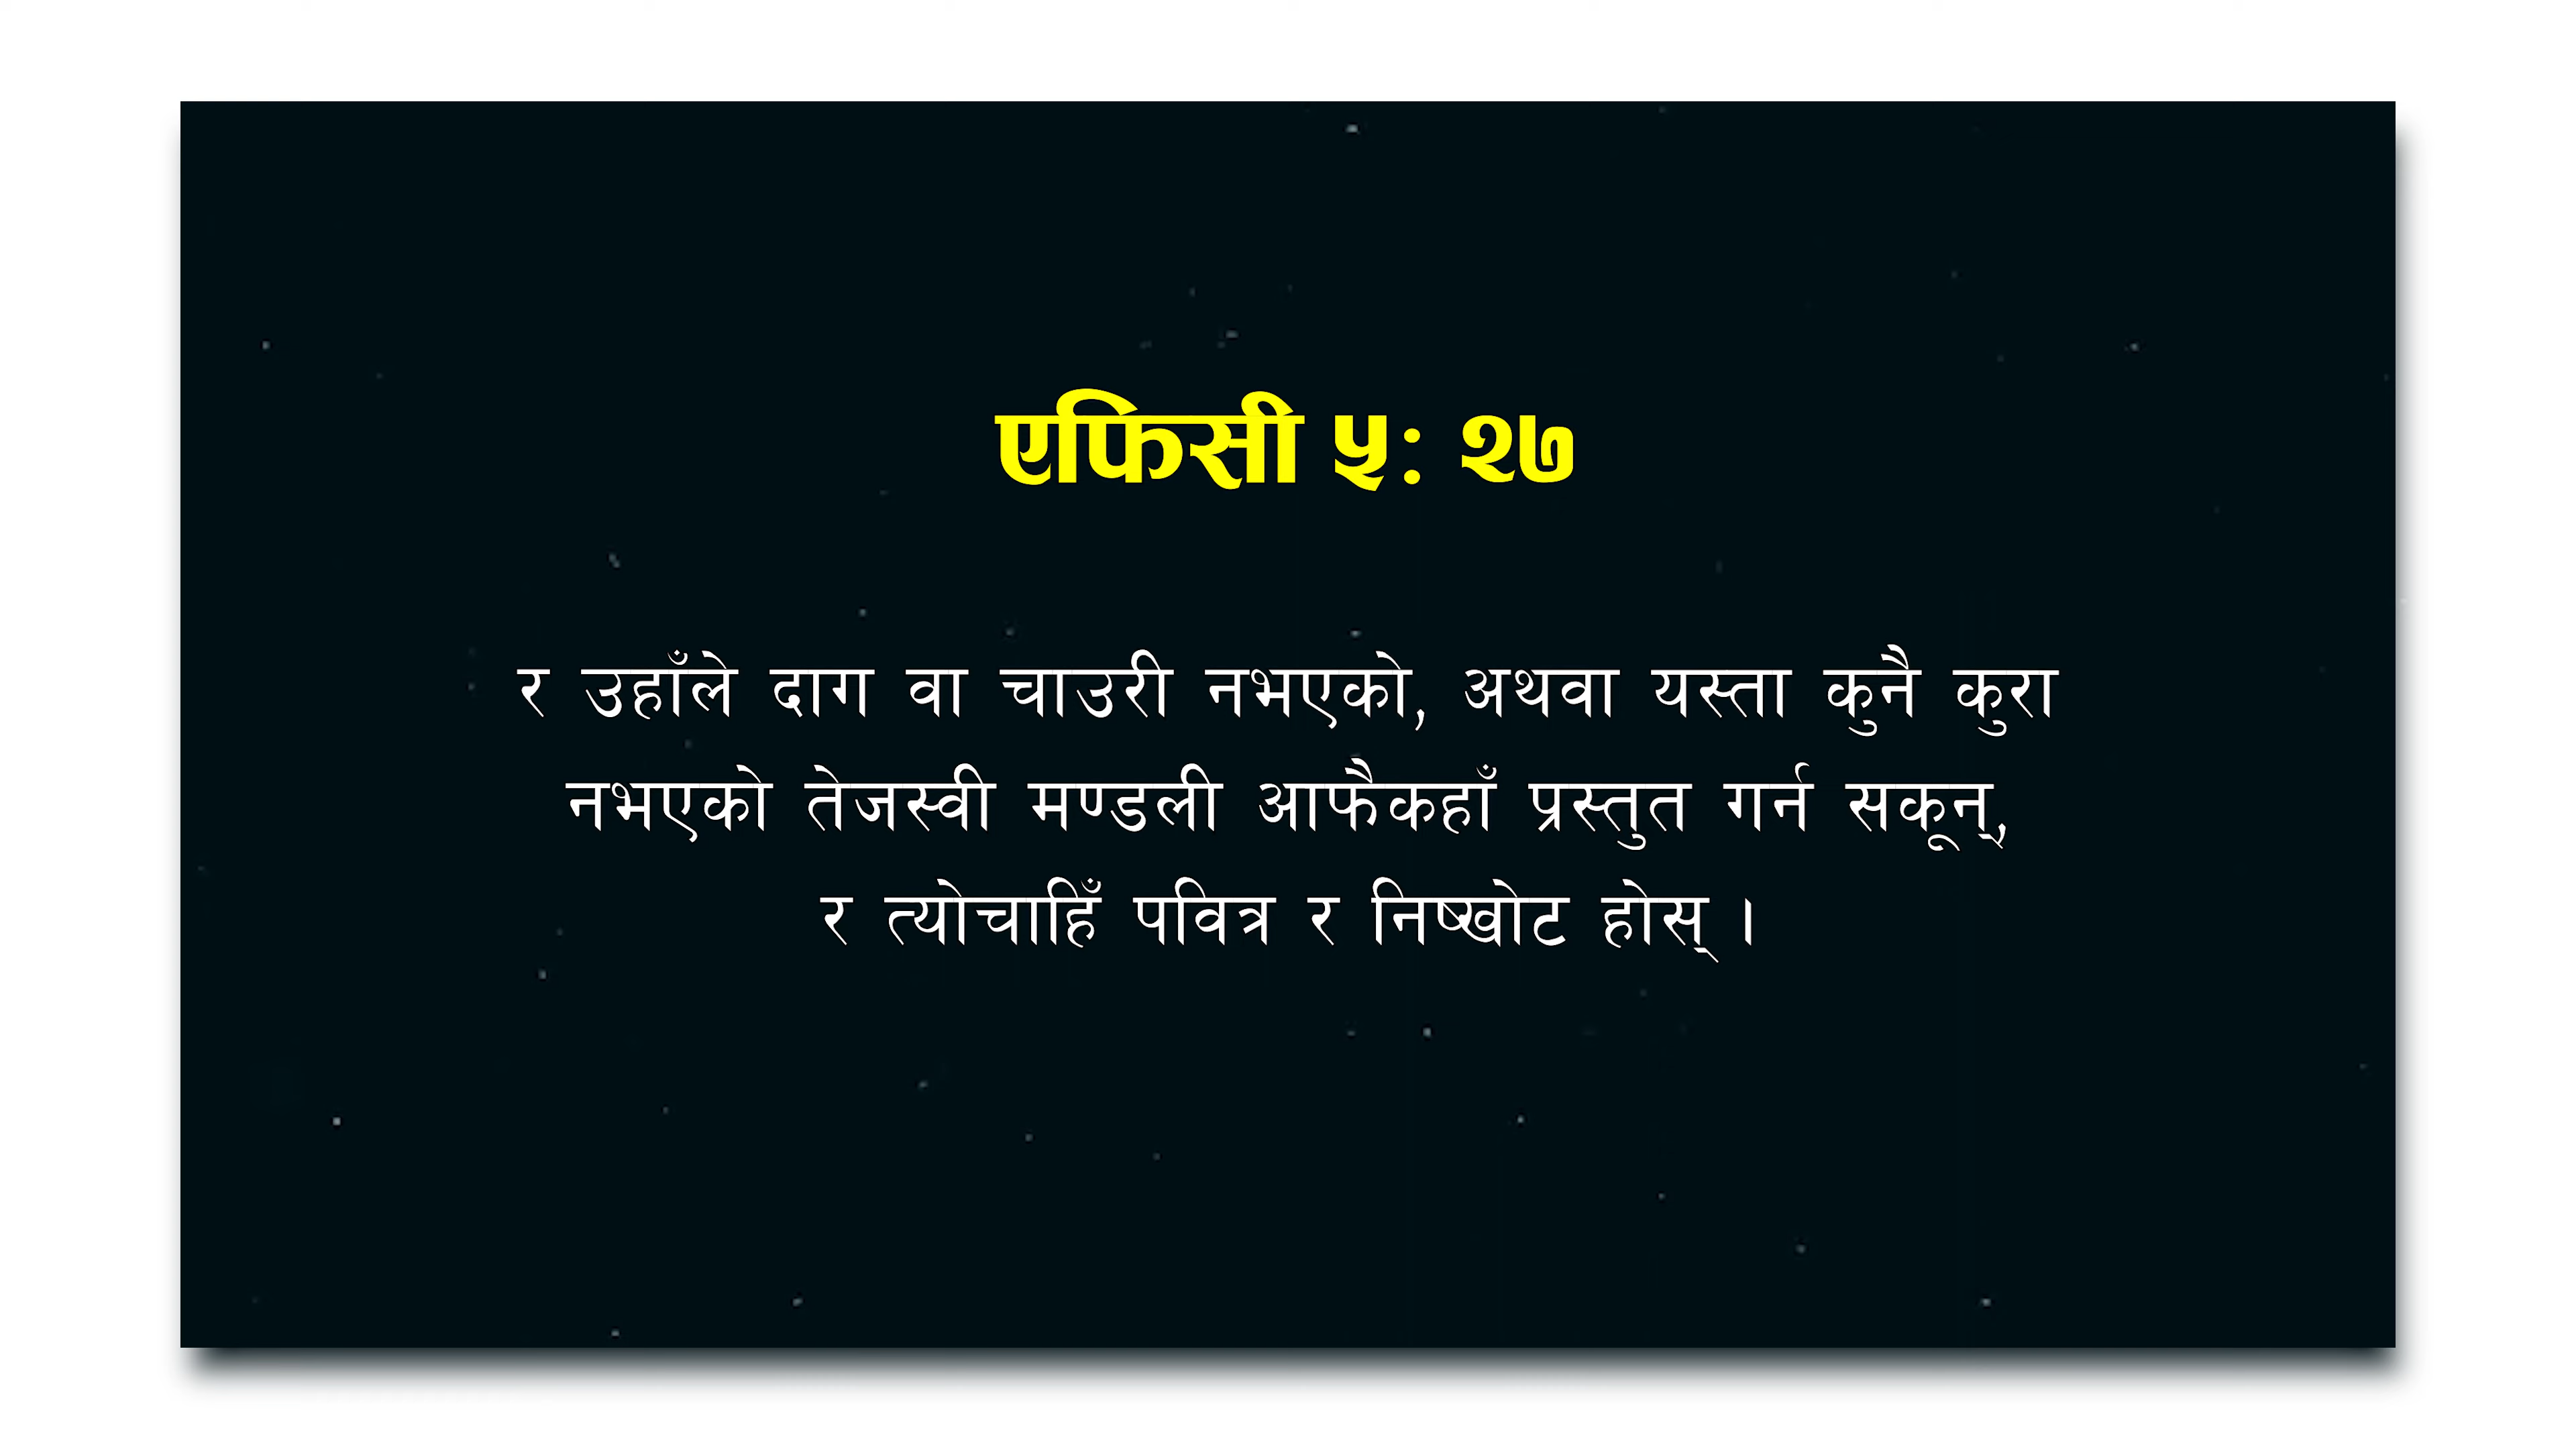 एफिसी ५: २७
र उहाँले दाग वा चाउरी नभएको, अथवा यस्ता कुनै कुरा
नभएको तेजस्वी मण्डली आफैकहाँ प्रस्तुत गर्न सकून्,
र त्योचाहिँ पवित्र र निष्खोट होस् ।